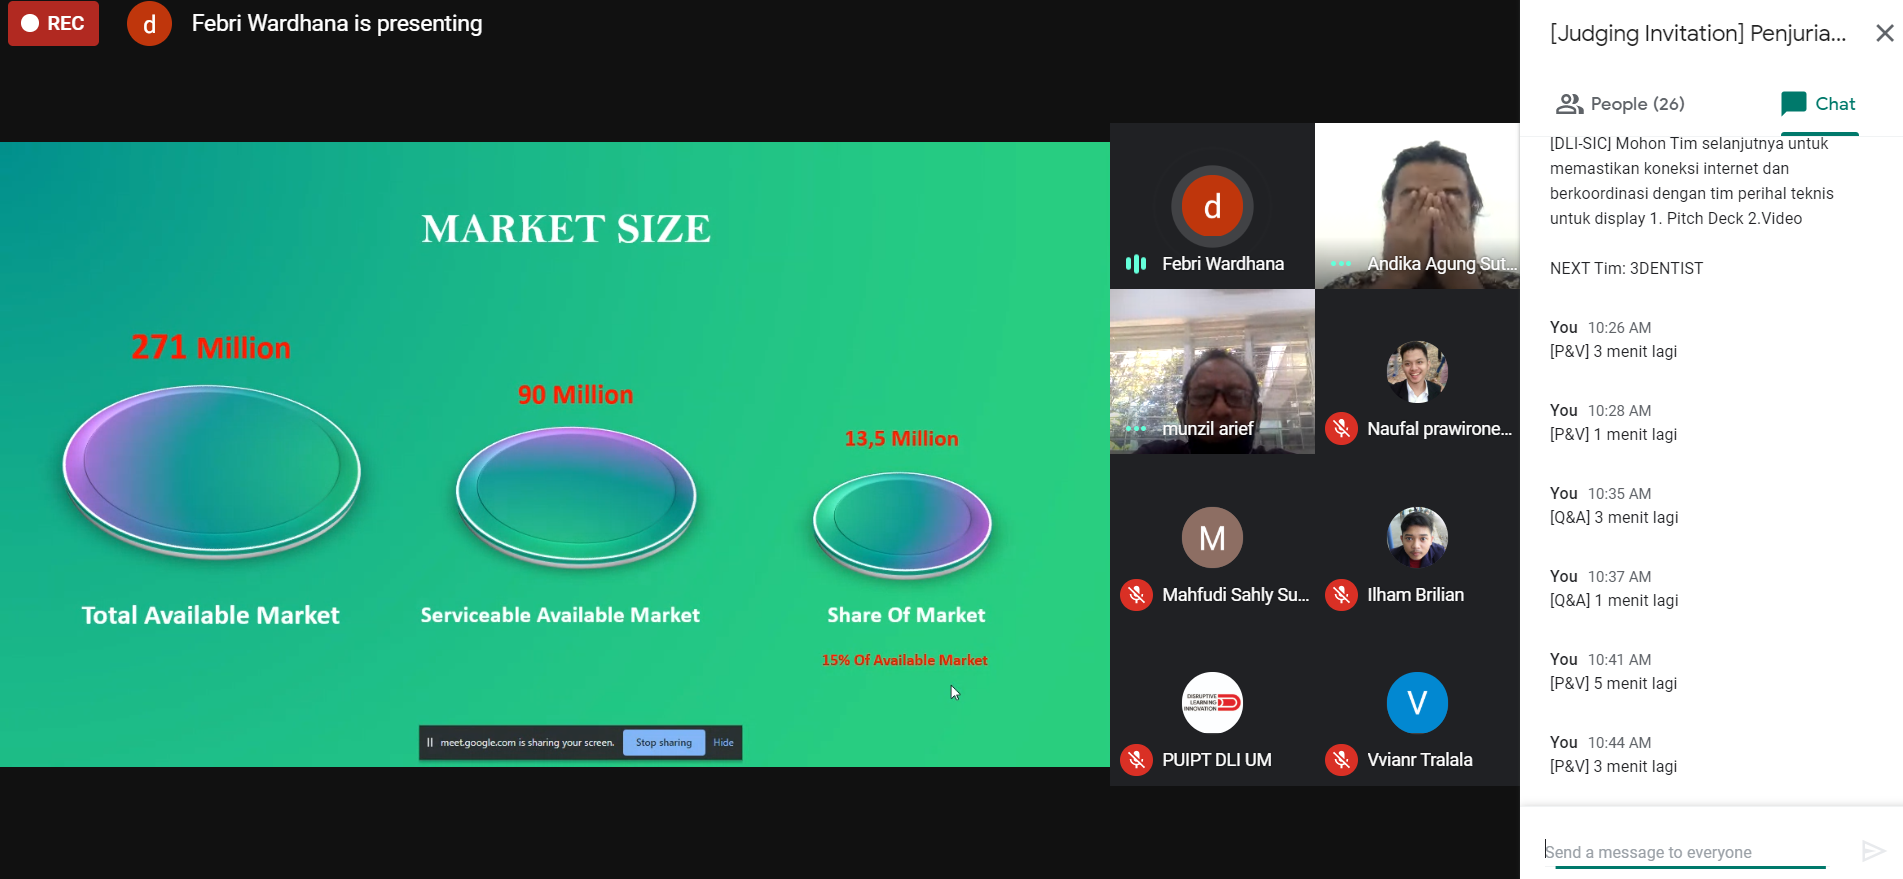 REC
d
Febri Wardhana is presenting
MARKET SIZE
271 Million
90 Million
13,5 Million
Total Available Market
Serviceable Available Market
Share Of Market
15% Of Available Market
meet.google.com is sharing your screen.
Stop sharing
Hide
d
Febri Wardhana
Andika Agung Sut...
munzil arief
Naufal prawirone...
M
Mahfudi Sahly Su...
Ilham Brilian
DISRUPTIVE
LEARNING
INNOVATION
PUIPT DLI UM
V
Vvianr Tralala
[Judging Invitation] Penjuria...
People (26)
Chat
[DLI-SIC] Mohon Tim selanjutnya untuk
memastikan koneksi internet dan
berkoordinasi dengan tim perihal teknis
untuk display 1. Pitch Deck 2.Video
NEXT Tim: 3DENTIST
You 10:26 AM
[P&V] 3 menit lagi
You 10:28 AM
[P&V] 1 menit lagi
You 10:35 AM
[Q&A] 3 menit lagi
You 10:37 AM
[Q&A] 1 menit lagi
You 10:41 AM
[P&V] 5 menit lagi
You 10:44 AM
[P&V] 3 menit lagi
Send a message to everyone